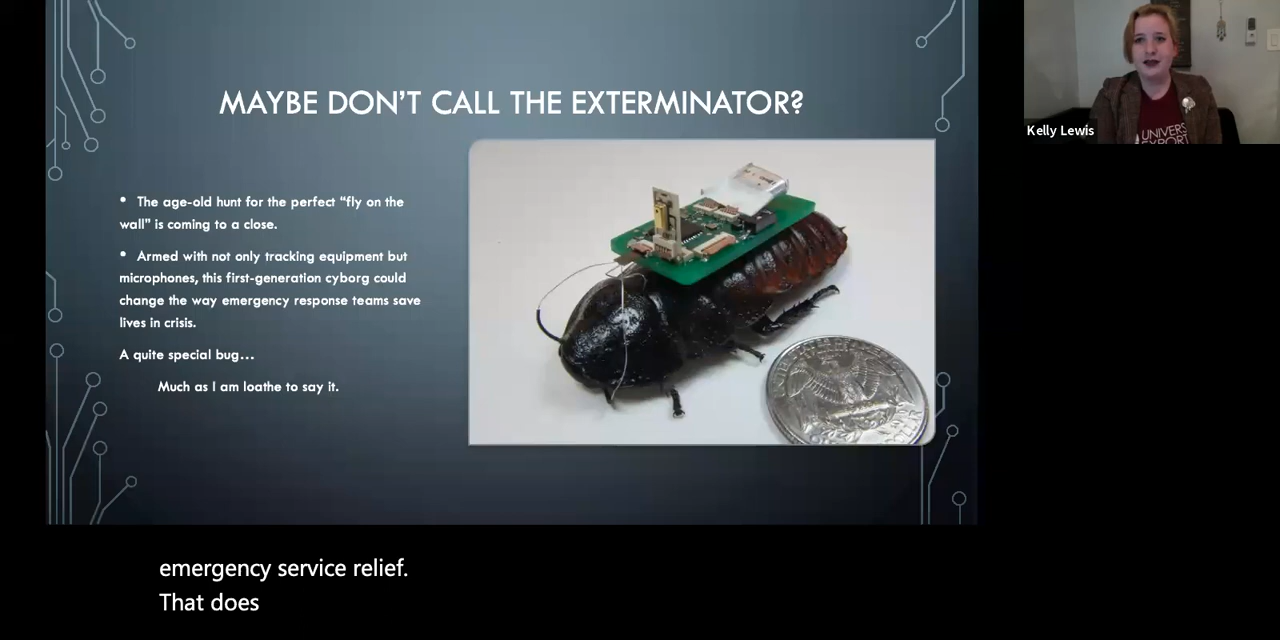 MAYBE DON'T CALL THE EXTERMINATOR?
• The age-old hunt for the perfect “fly on the
wall” is coming to a close.
• Armed with not only tracking equipment but
microphones, this first-generation cyborg could
change the way emergency response teams save
lives in crisis.
A quite special bug...
Much as I am loathe to say it.
Kelly Lewis
UNIVERS
EXPORT
emergency service relief.
That does